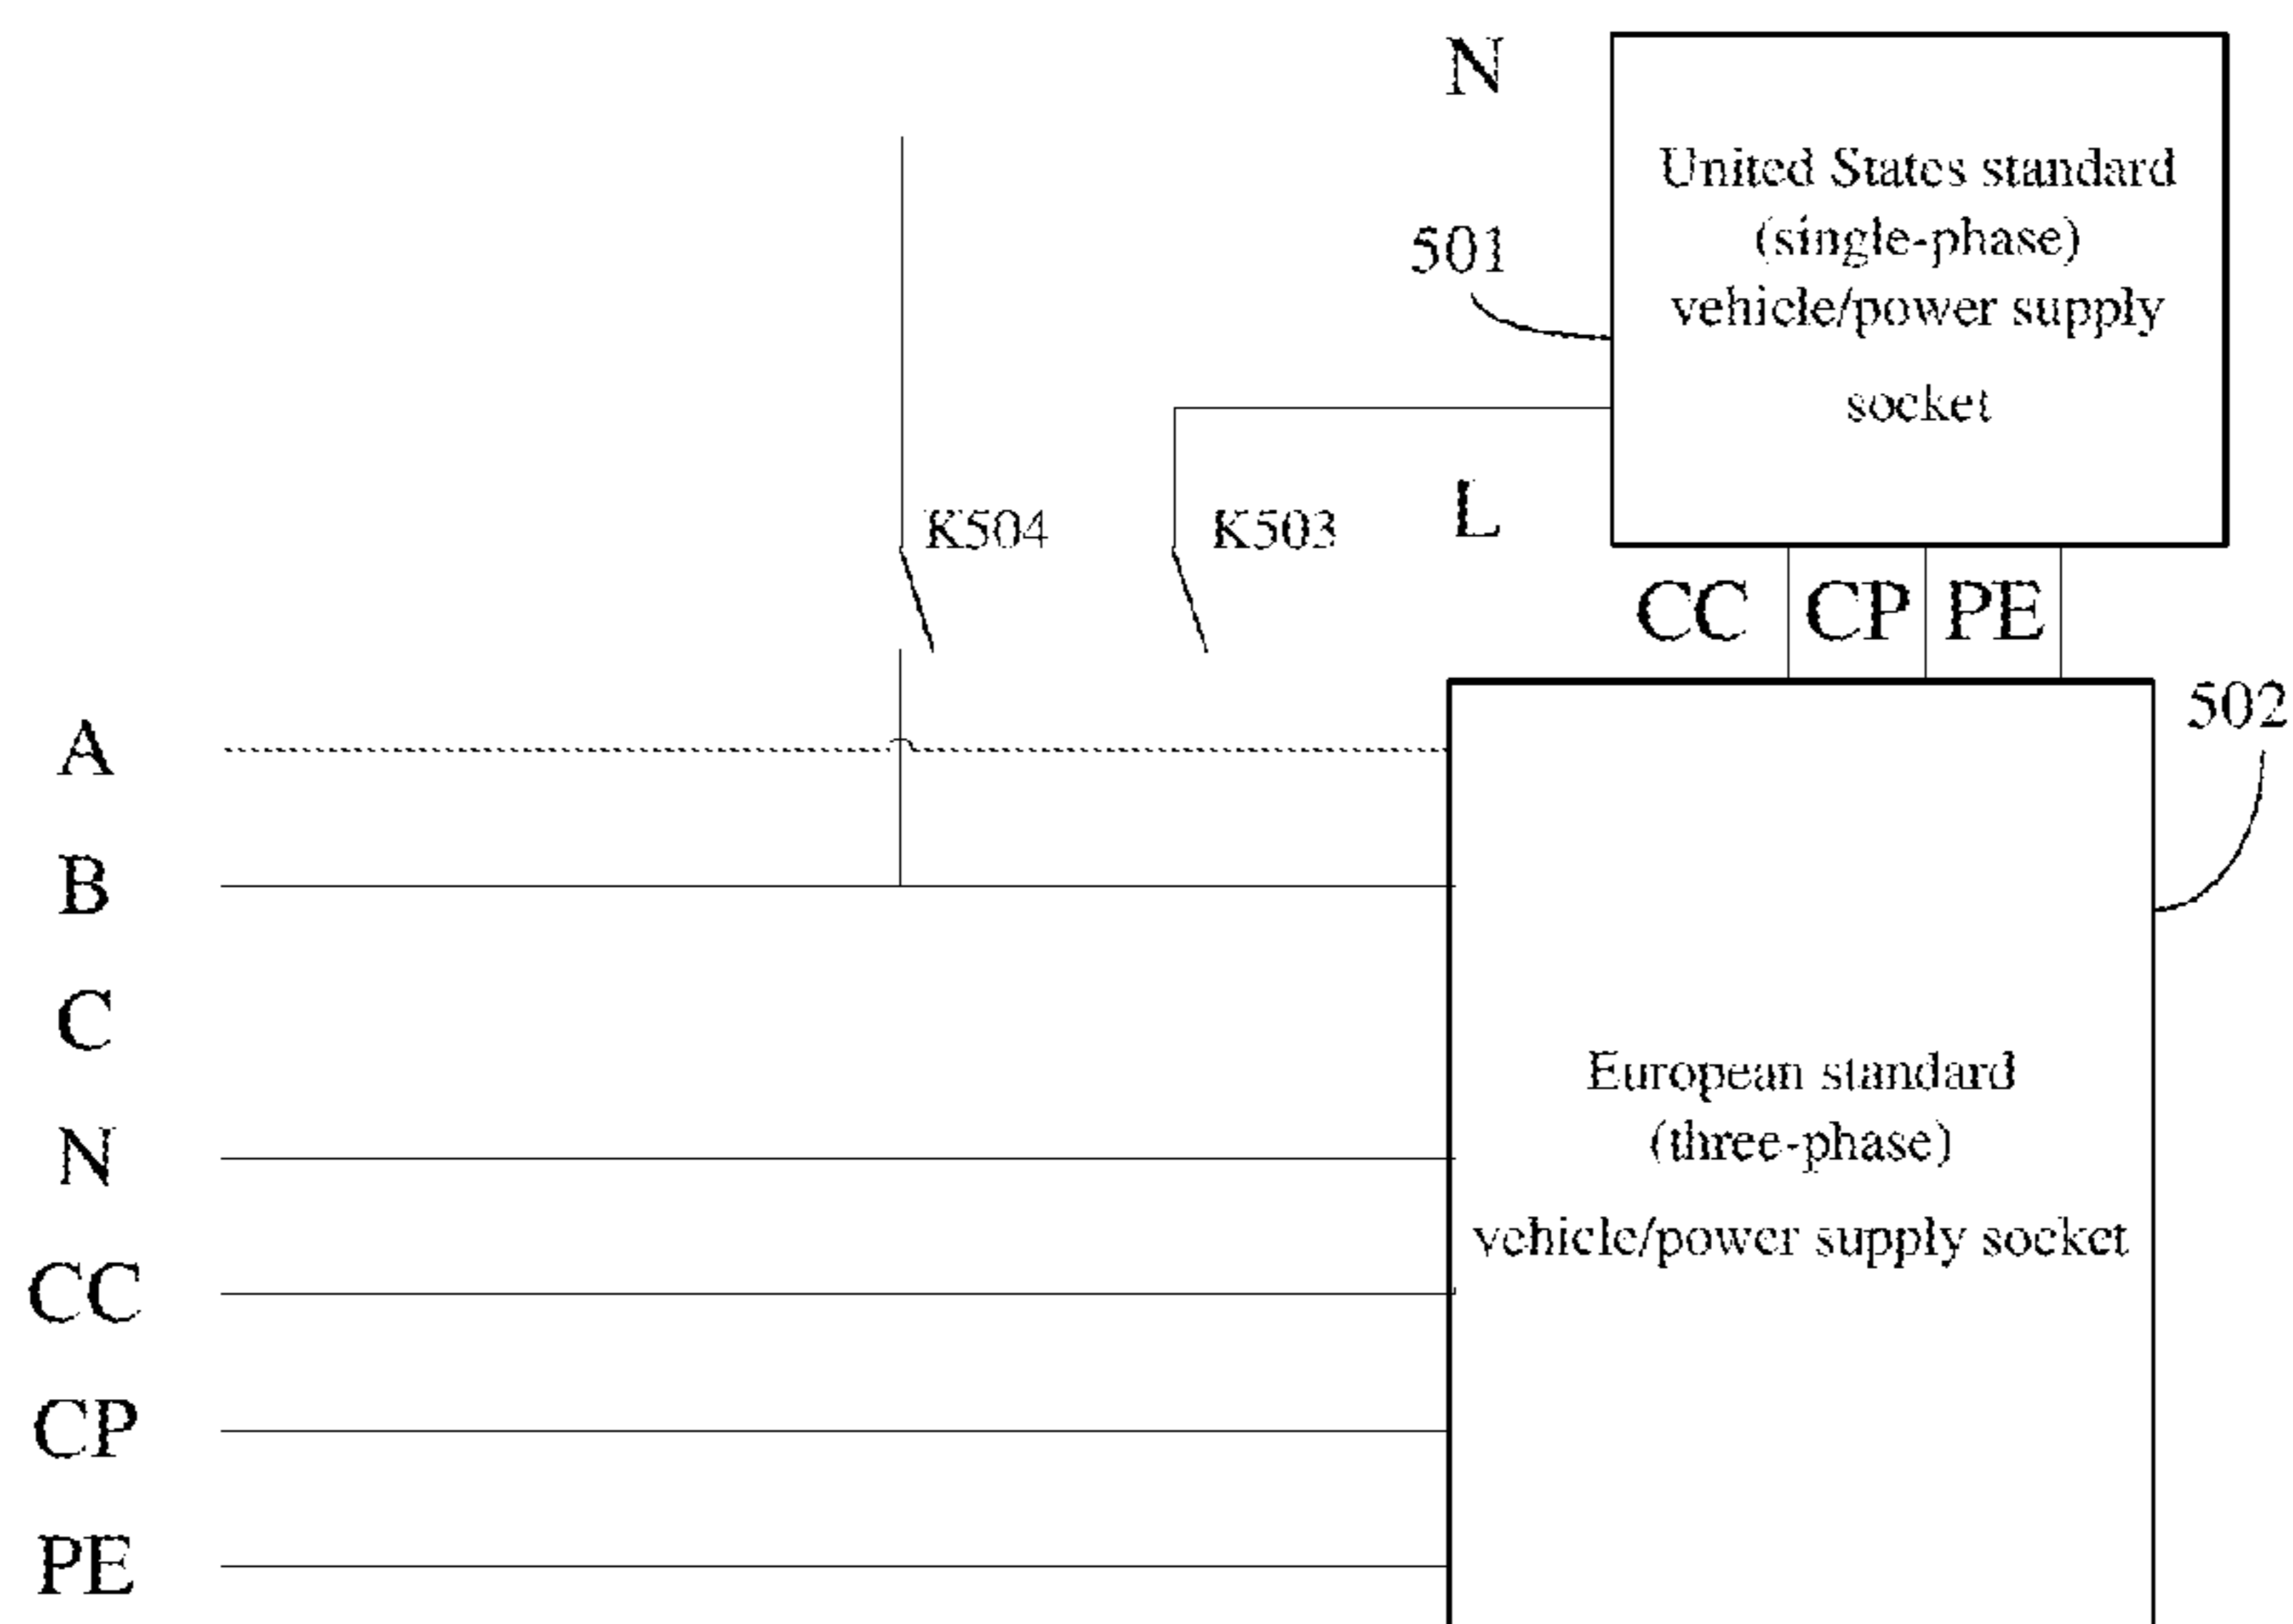 N
United States standard
(single-phase)
vehicle/power supply
socket
501
K504
K503
L
CC CP PE
502
A
B
C
N
CC
CP
PE
European standard
(three-phase)
vehicle/power supply socket